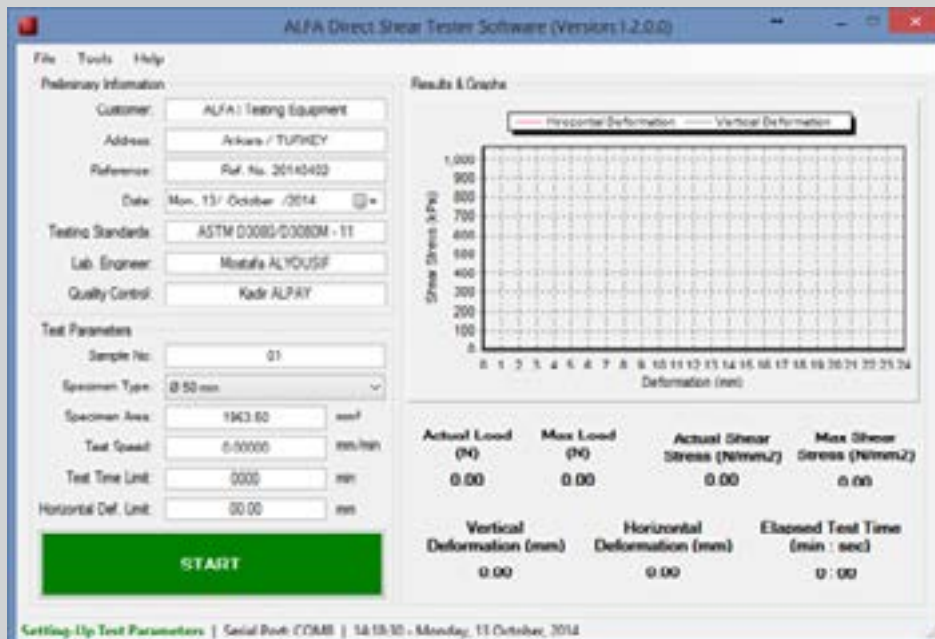 ALFA Direct Shear Tester Software (Version:1.2.0.0)
File Tools Help
Preliminary Information
Customer: ALFA | Testing Equipment
Address: Ankara / TURKEY
Reference: Ref. No. 20140402
Date: Mon, 13/ October /2014
Testing Standards: ASTM D3080/D3080M - 11
Lab. Engineer: Mostafa ALYOUSIF
Quality Control: Kadir ALPAY
Test Parameters
Sample No: 01
Specimen Type: Ø 50 mm
Specimen Area: 1963.50 mm²
Test Speed: 0.00000 mm/min
Test Time Limit: 0000 min
Horizontal Def. Limit: 00.00 mm
START
Results & Graphs
Horizontal Deformation Vertical Deformation
Shear Stress (kPa)
1,000
900
800
700
600
500
400
300
200
100
0
0 1 2 3 4 5 6 7 8 9 10 11 12 13 14 15 16 17 18 19 20 21 22 23 24
Deformation (mm)
Actual Load (N) Max Load (N) Actual Shear Stress (N/mm2) Max Shear Stress (N/mm2)
0.00 0.00 0.00 0.00
Vertical Deformation (mm) Horizontal Deformation (mm) Elapsed Test Time (min : sec)
0.00 0.00 0 : 00
Setting-Up Test Parameters | Serial Port: COM8 | 14:18:30 - Monday, 13 October, 2014